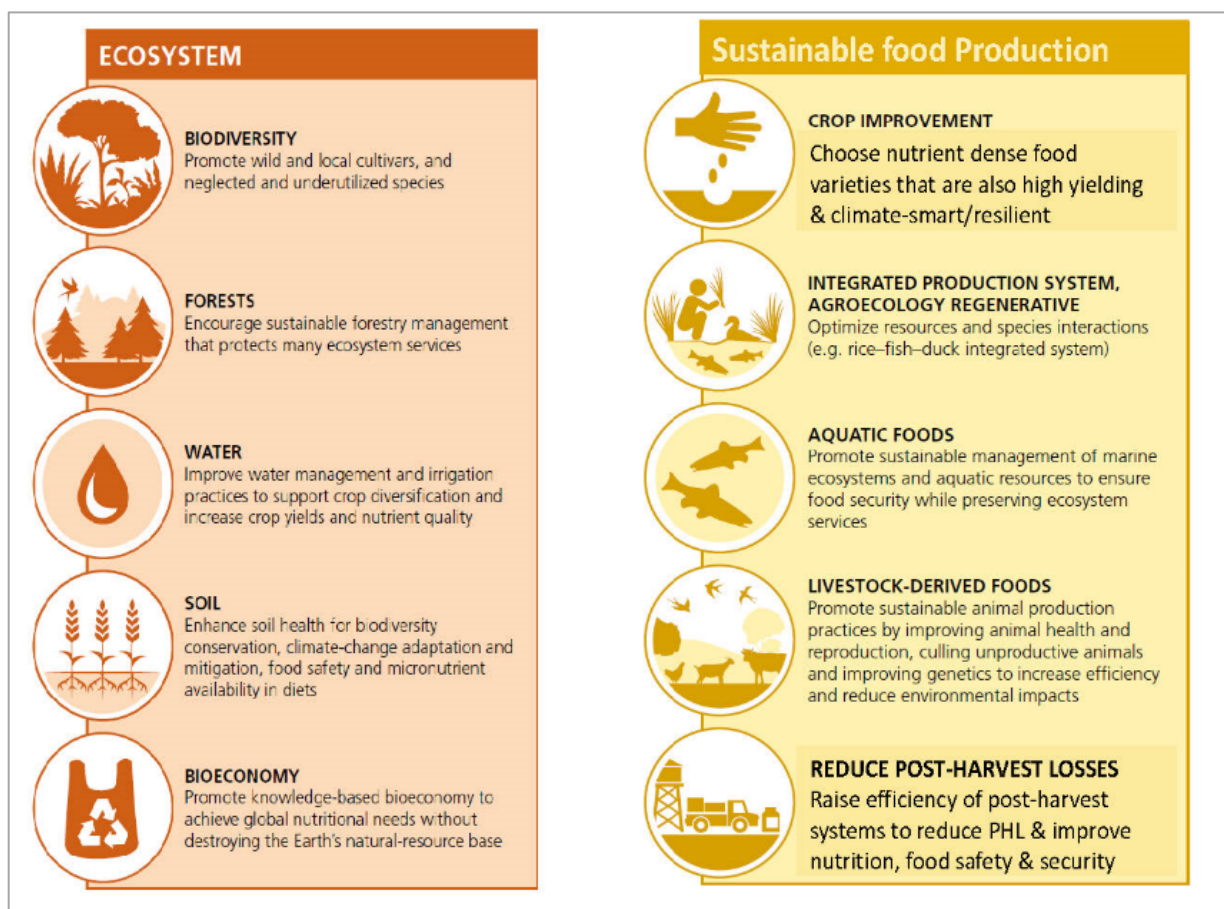 ECOSYSTEM
BIODIVERSITY
Promote wild and local cultivars, and
neglected and underutilized species
FORESTS
Encourage sustainable forestry management
that protects many ecosystem services
WATER
Improve water management and irrigation
practices to support crop diversification and
increase crop yields and nutrient quality
SOIL
Enhance soil health for biodiversity
conservation, climate-change adaptation and
mitigation, food safety and micronutrient
availability in diets
BIOECONOMY
Promote knowledge-based bioeconomy to
achieve global nutritional needs without
destroying the Earth's natural-resource base
Sustainable food Production
CROP IMPROVEMENT
Choose nutrient dense food
varieties that are also high yielding
& climate-smart/resilient
INTEGRATED PRODUCTION SYSTEM,
AGROECOLOGY REGENERATIVE
Optimize resources and species interactions
(e.g. rice–fish–duck integrated system)
AQUATIC FOODS
Promote sustainable management of marine
ecosystems and aquatic resources to ensure
food security while preserving ecosystem
services
LIVESTOCK-DERIVED FOODS
Promote sustainable animal production
practices by improving animal health and
reproduction, culling unproductive animals
and improving genetics to increase efficiency
and reduce environmental impacts
REDUCE POST-HARVEST LOSSES
Raise efficiency of post-harvest
systems to reduce PHL & improve
nutrition, food safety & security